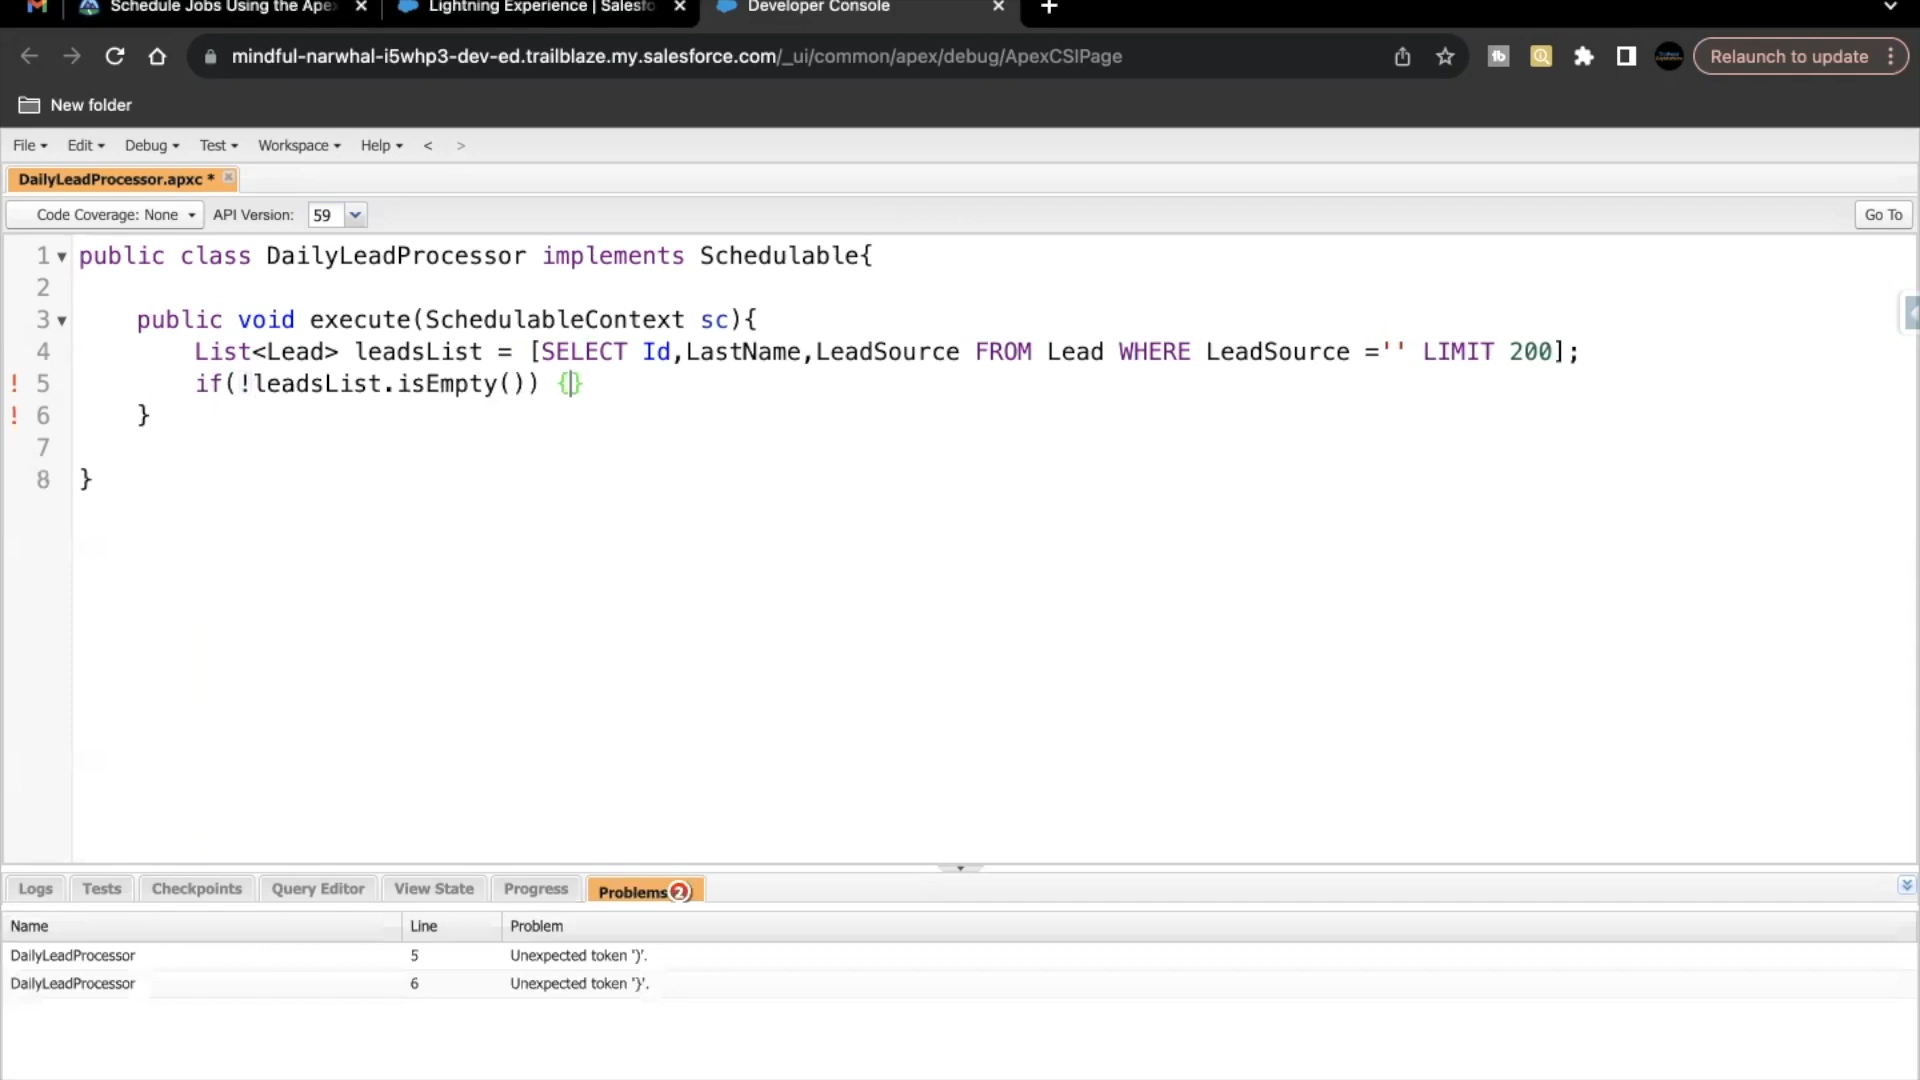 Schedule Jobs Using the Apex
Lightning Experience | Salesfo
Developer Console
mindful-narwhal-i5whp3-dev-ed.trailblaze.my.salesforce.com/_ui/common/apex/debug/ApexCSIPage
Relaunch to update
New folder
File Edit Debug Test Workspace Help < >
DailyLeadProcessor.apxc *
Code Coverage: None API Version: 59 Go To
1 public class DailyLeadProcessor implements Schedulable{
2
3 public void execute(SchedulableContext sc){
4 List<Lead> leadsList = [SELECT Id,LastName,LeadSource FROM Lead WHERE LeadSource ='' LIMIT 200];
! 5 if(!leadsList.isEmpty()) {}
! 6 }
7
8 }
Logs Tests Checkpoints Query Editor View State Progress Problems 2
Name Line Problem
DailyLeadProcessor 5 Unexpected token ')'.
DailyLeadProcessor 6 Unexpected token '}'.